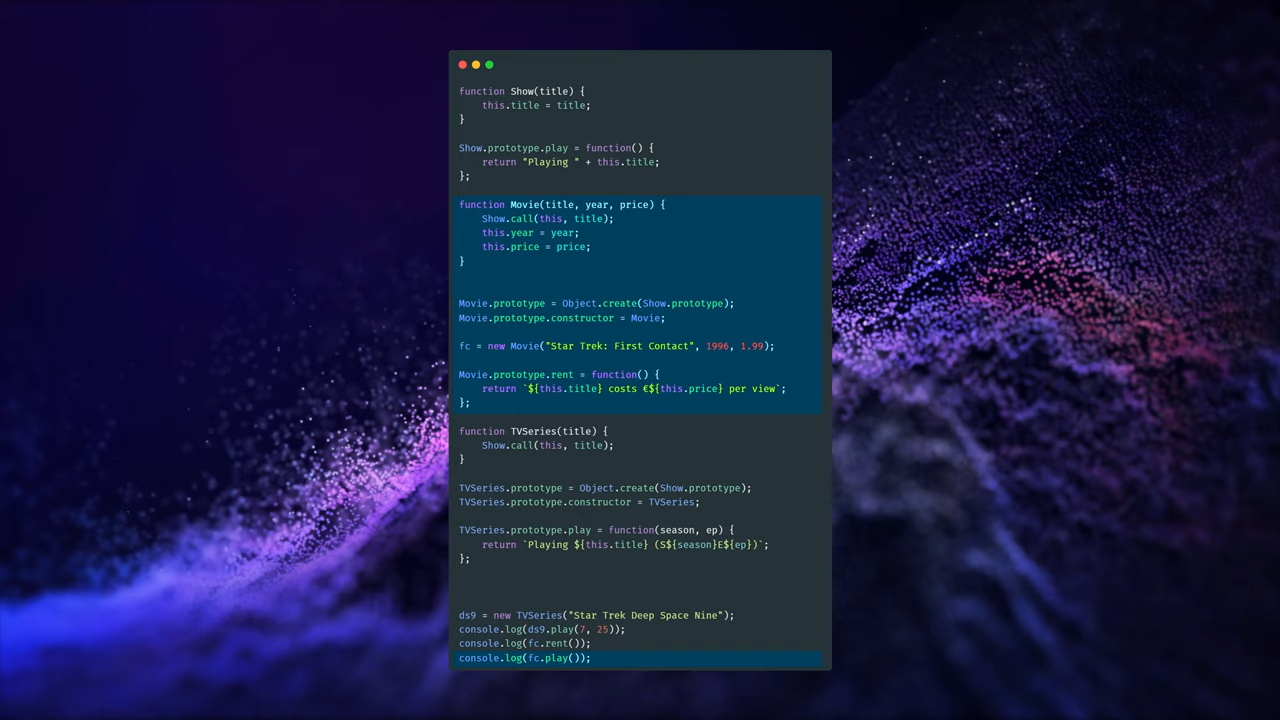 function Show(title) {
    this.title = title;
}
Show.prototype.play = function() {
    return "Playing " + this.title;
};
function Movie(title, year, price) {
    Show.call(this, title);
    this.year = year;
    this.price = price;
}
Movie.prototype = Object.create(Show.prototype);
Movie.prototype.constructor = Movie;
fc = new Movie("Star Trek: First Contact", 1996, 1.99);
Movie.prototype.rent = function() {
    return `${this.title} costs €${this.price} per view`;
};
function TVSeries(title) {
    Show.call(this, title);
}
TVSeries.prototype = Object.create(Show.prototype);
TVSeries.prototype.constructor = TVSeries;
TVSeries.prototype.play = function(season, ep) {
    return `Playing ${this.title} (S${season}E${ep})`;
};
ds9 = new TVSeries("Star Trek Deep Space Nine");
console.log(ds9.play(7, 25));
console.log(fc.rent());
console.log(fc.play());